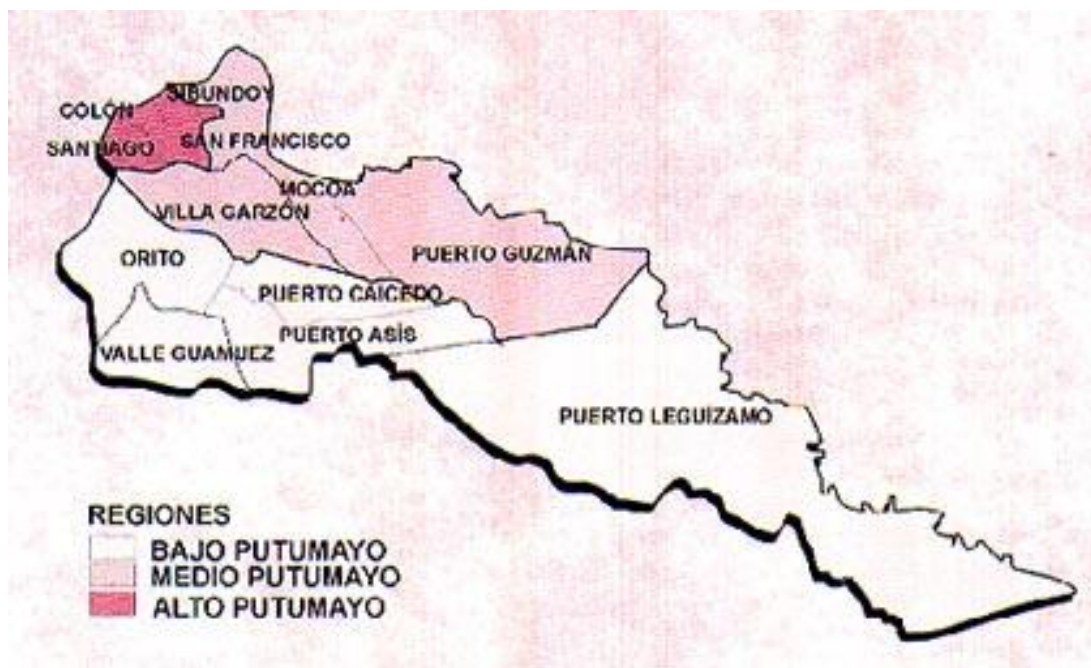 SIBUNDOY
COLÓN
SAN FRANCISCO
SANTIAGO
MOCOA
VILLA GARZÓN
PUERTO GUZMÁN
ORITO
PUERTO CAICEDO
PUERTO ASÍS
VALLE GUAMUEZ
PUERTO LEGUÍZAMO
REGIONES
BAJO PUTUMAYO
MEDIO PUTUMAYO
ALTO PUTUMAYO